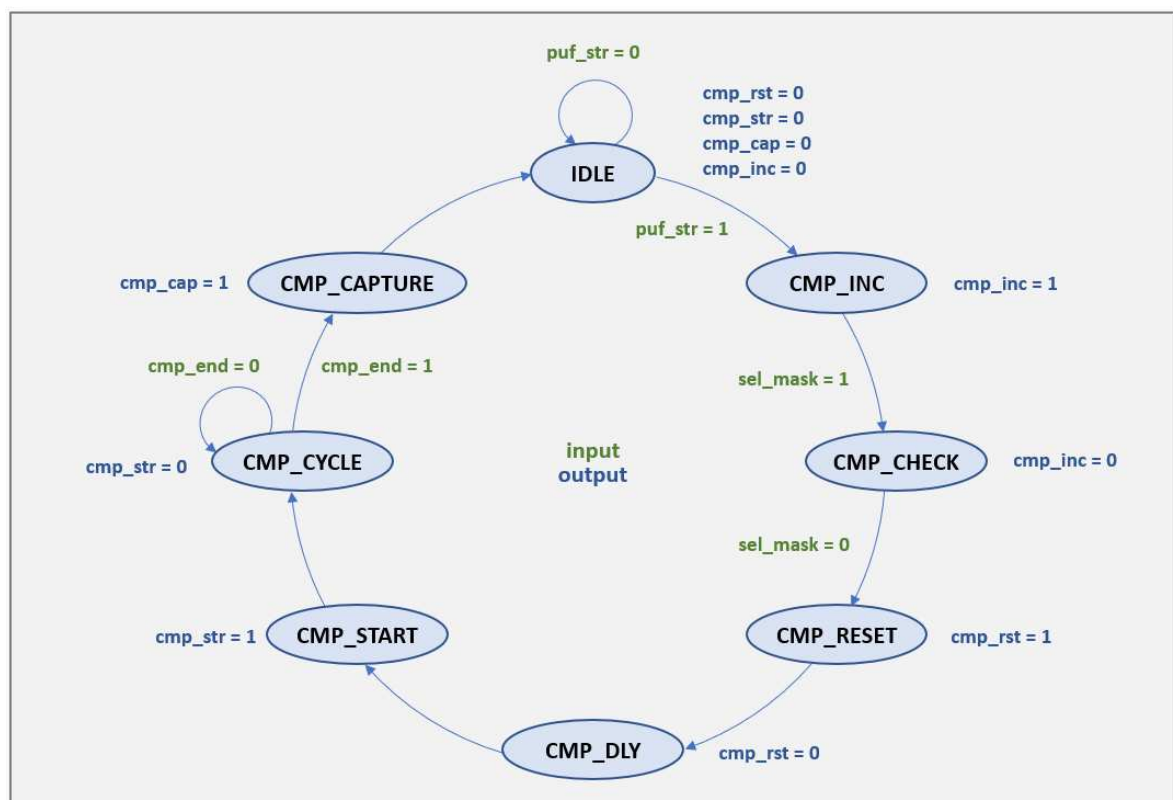 puf_str = 0
cmp_rst = 0
cmp_str = 0
cmp_cap = 0
cmp_inc = 0
IDLE
puf_str = 1
cmp_cap = 1
CMP_CAPTURE
CMP_INC
cmp_inc = 1
cmp_end = 0
cmp_end = 1
sel_mask = 1
cmp_str = 0
CMP_CYCLE
input
output
CMP_CHECK
cmp_inc = 0
sel_mask = 0
cmp_str = 1
CMP_START
CMP_RESET
cmp_rst = 1
CMP_DLY
cmp_rst = 0